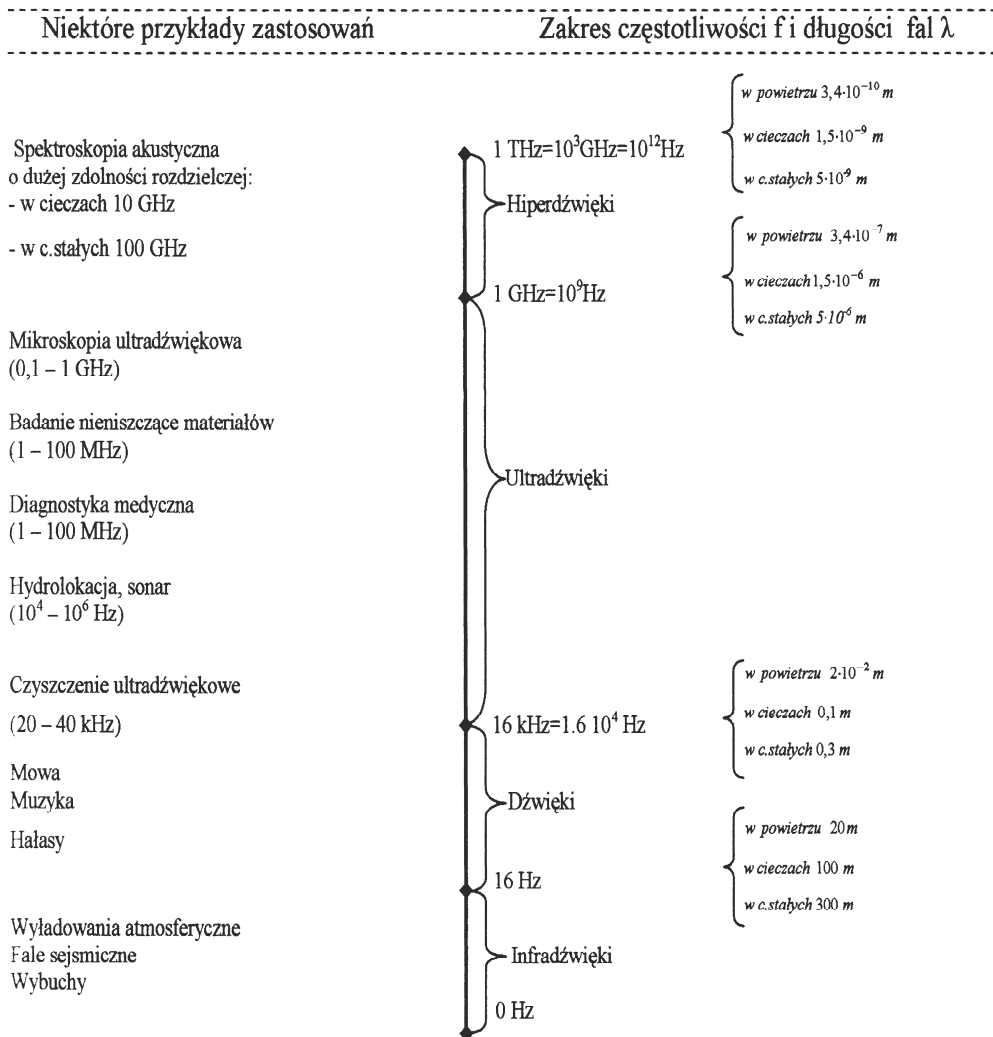 Niektóre przykłady zastosowań
Zakres częstotliwości f i długości fal λ
Spektroskopia akustyczna
o dużej zdolności rozdzielczej:
- w cieczach 10 GHz
- w c.stałych 100 GHz
Mikroskopia ultradźwiękowa
(0,1 – 1 GHz)
Badanie nieniszczące materiałów
(1 – 100 MHz)
Diagnostyka medyczna
(1 – 100 MHz)
Hydrolokacja, sonar
(10⁴ – 10⁶ Hz)
Czyszczenie ultradźwiękowe
(20 – 40 kHz)
Mowa
Muzyka
Hałasy
Wyładowania atmosferyczne
Fale sejsmiczne
Wybuchy
1 THz=10³GHz=10¹²Hz
Hiperdźwięki
1 GHz=10⁹Hz
Ultradźwięki
16 kHz=1.6 10⁴ Hz
Dźwięki
16 Hz
Infradźwięki
0 Hz
w powietrzu 3,4·10⁻¹⁰ m
w cieczach 1,5·10⁻⁹ m
w c.stałych 5·10⁻⁹ m
w powietrzu 3,4·10⁻⁷ m
w cieczach 1,5·10⁻⁶ m
w c.stałych 5·10⁻⁶ m
w powietrzu 2·10⁻² m
w cieczach 0,1 m
w c.stałych 0,3 m
w powietrzu 20 m
w cieczach 100 m
w c.stałych 300 m